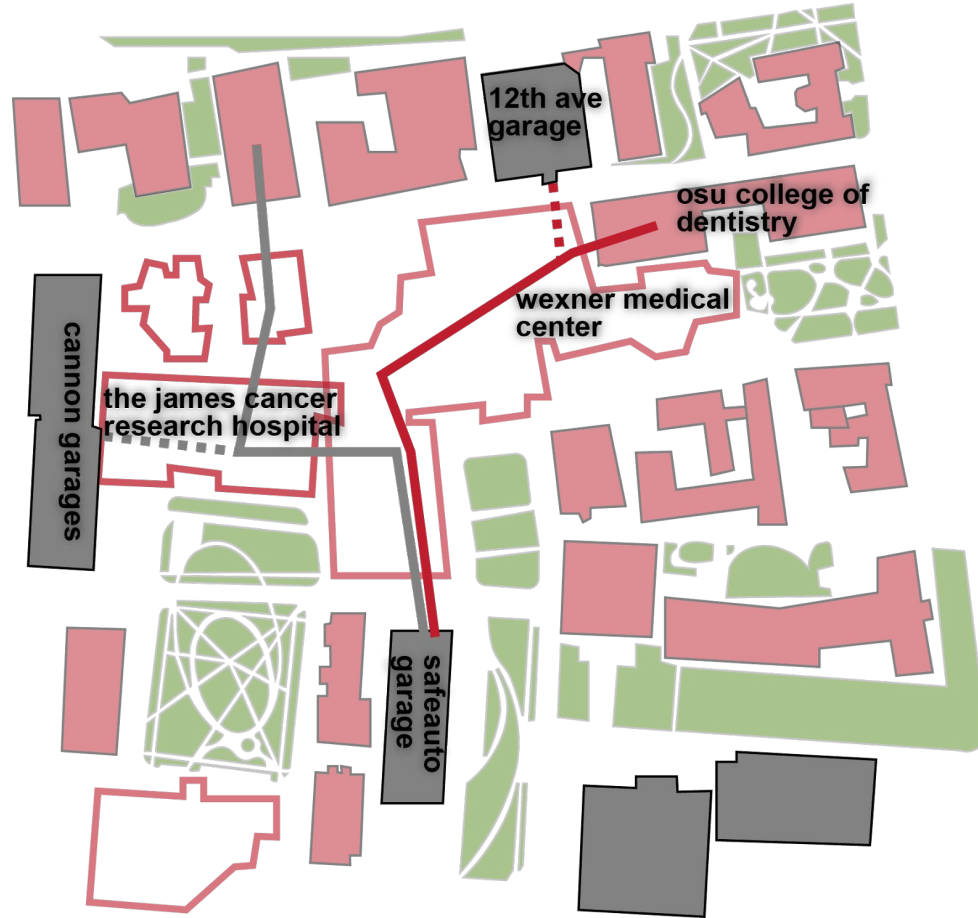 12th ave
garage
osu college of
dentistry
wexner medical
center
cannon garages
the james cancer
research hospital
safeauto
garage